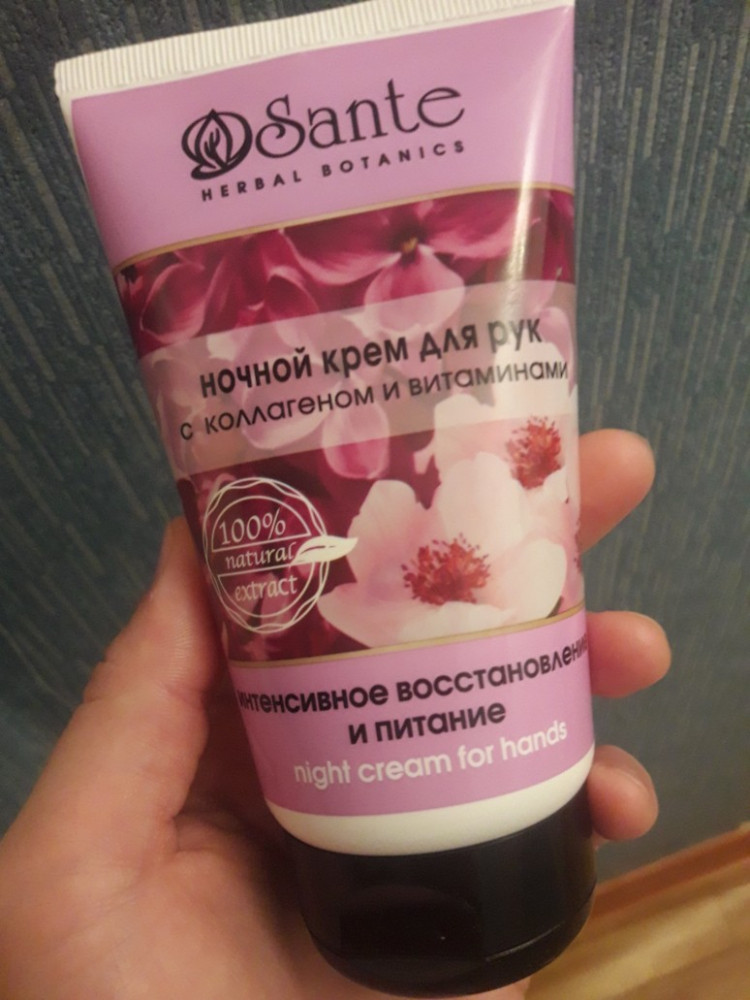 Sante
HERBAL BOTANICS
ночной крем для рук
с коллагеном и витаминами
100%
natural
extract
интенсивное восстановление
и питание
night cream for hands